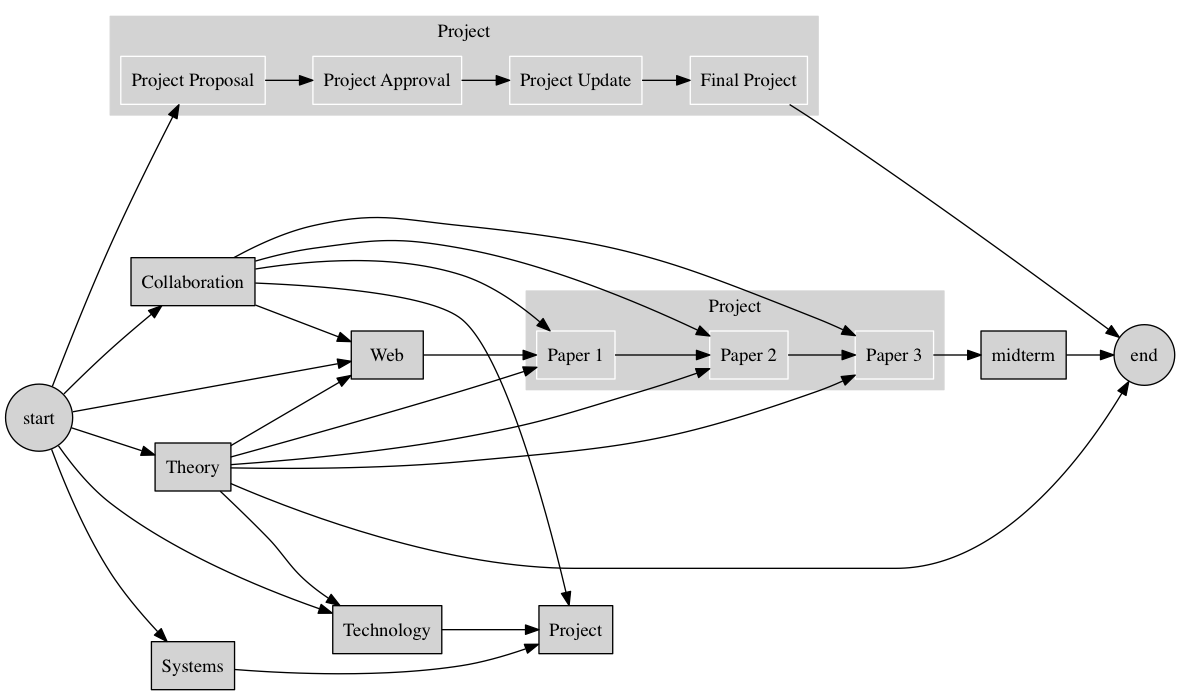 Project
Project Proposal
Project Approval
Project Update
Final Project
Collaboration
Project
Web
Paper 1
Paper 2
Paper 3
midterm
end
start
Theory
Technology
Project
Systems